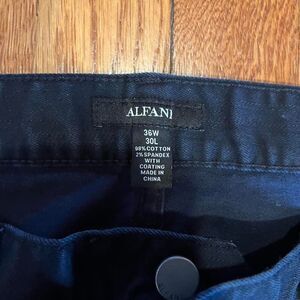 ALFANI
36W
30L
98%COTTON
2%SPANDEX
WITH
COATING
MADE IN
CHINA